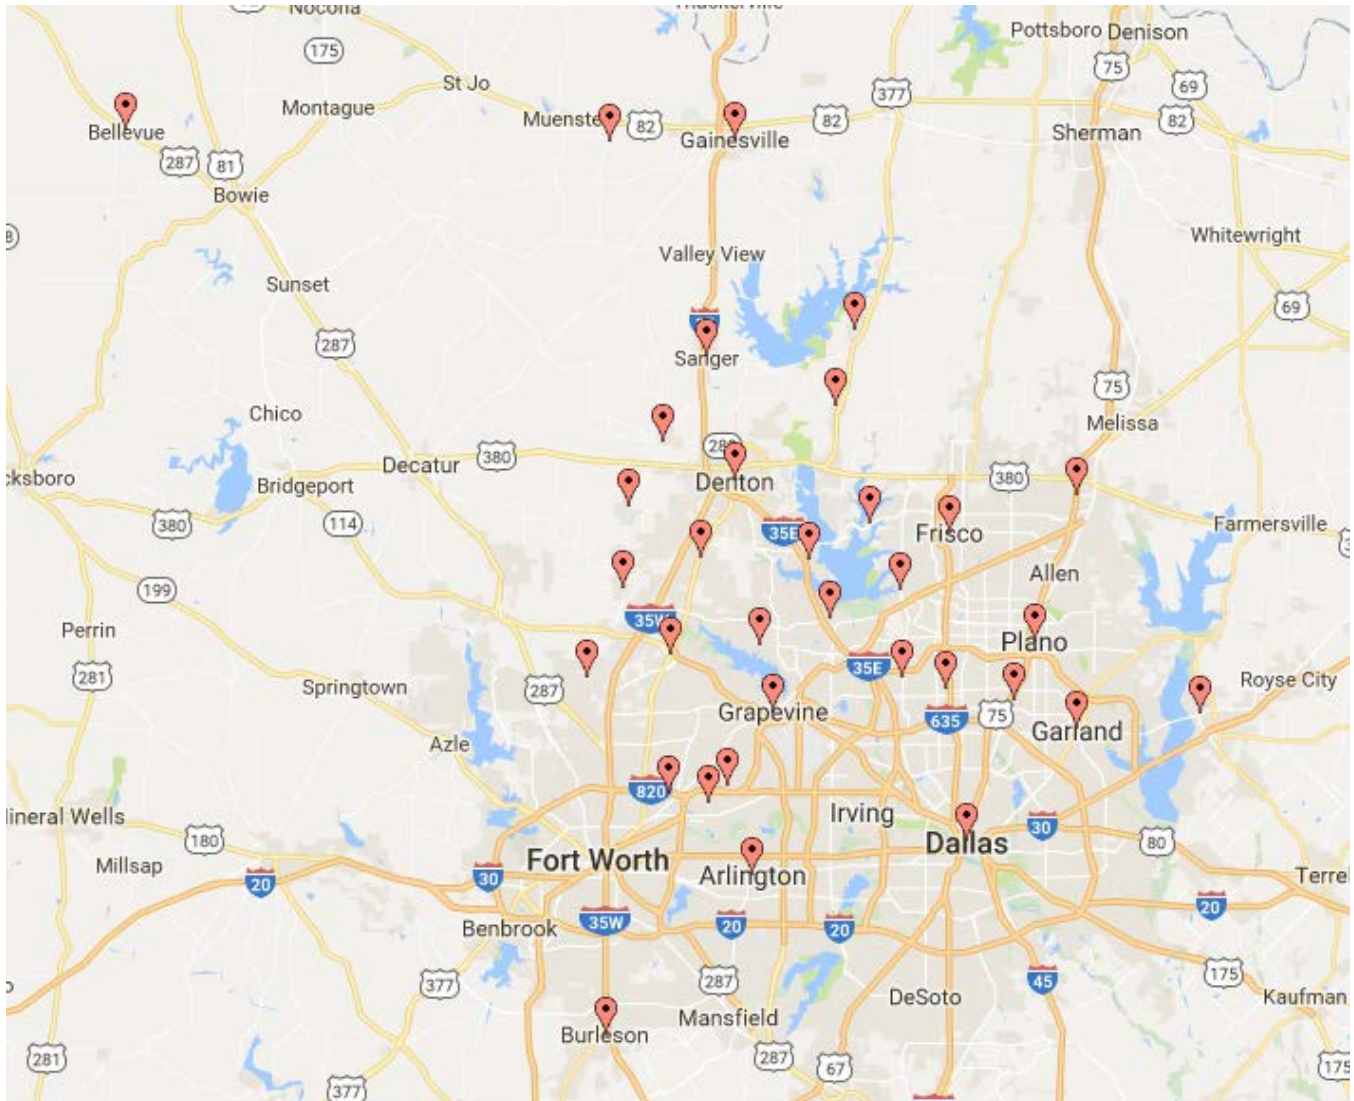 Nocona
Thackerville
Pottsboro
Denison
175
75
69
St Jo
377
Bellevue
Montague
Muenste
82
82
82
Gainesville
Sherman
287
81
Bowie
Valley View
Whitewright
Sunset
69
287
Sanger
75
Chico
Melissa
cksboro
Decatur
380
Bridgeport
Denton
380
380
114
35E
Frisco
Farmersville
Allen
199
35W
Perrin
Plano
281
Springtown
287
35E
Royse City
Grapevine
635
75
Garland
Azle
820
ineral Wells
Irving
30
180
Dallas
80
Millsap
20
30
Fort Worth
Arlington
Terrel
Benbrook
35W
20
20
20
377
287
45
175
DeSoto
Kaufman
Burleson
Mansfield
281
287
67
175
377